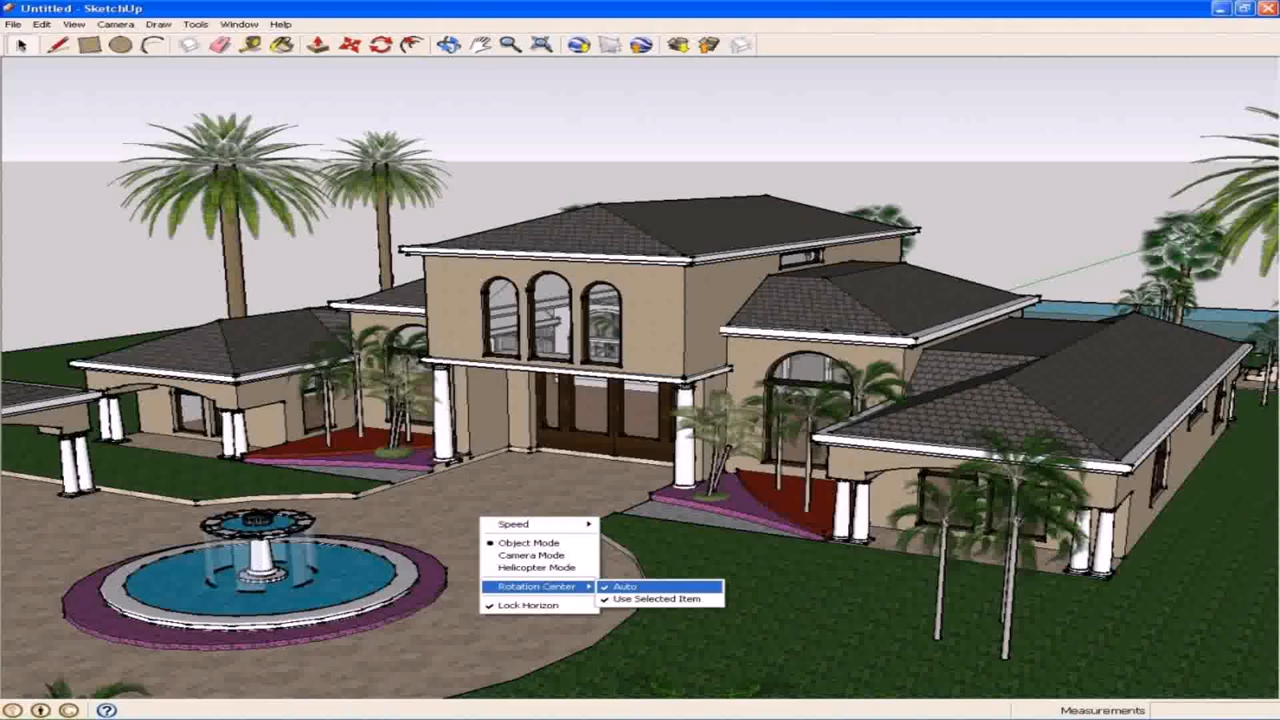 Untitled - SketchUp
File Edit View Camera Draw Tools Window Help
Speed
Object Mode
Camera Mode
Helicopter Mode
Rotation Center
Auto
Use Selected Item
Lock Horizon
Measurements